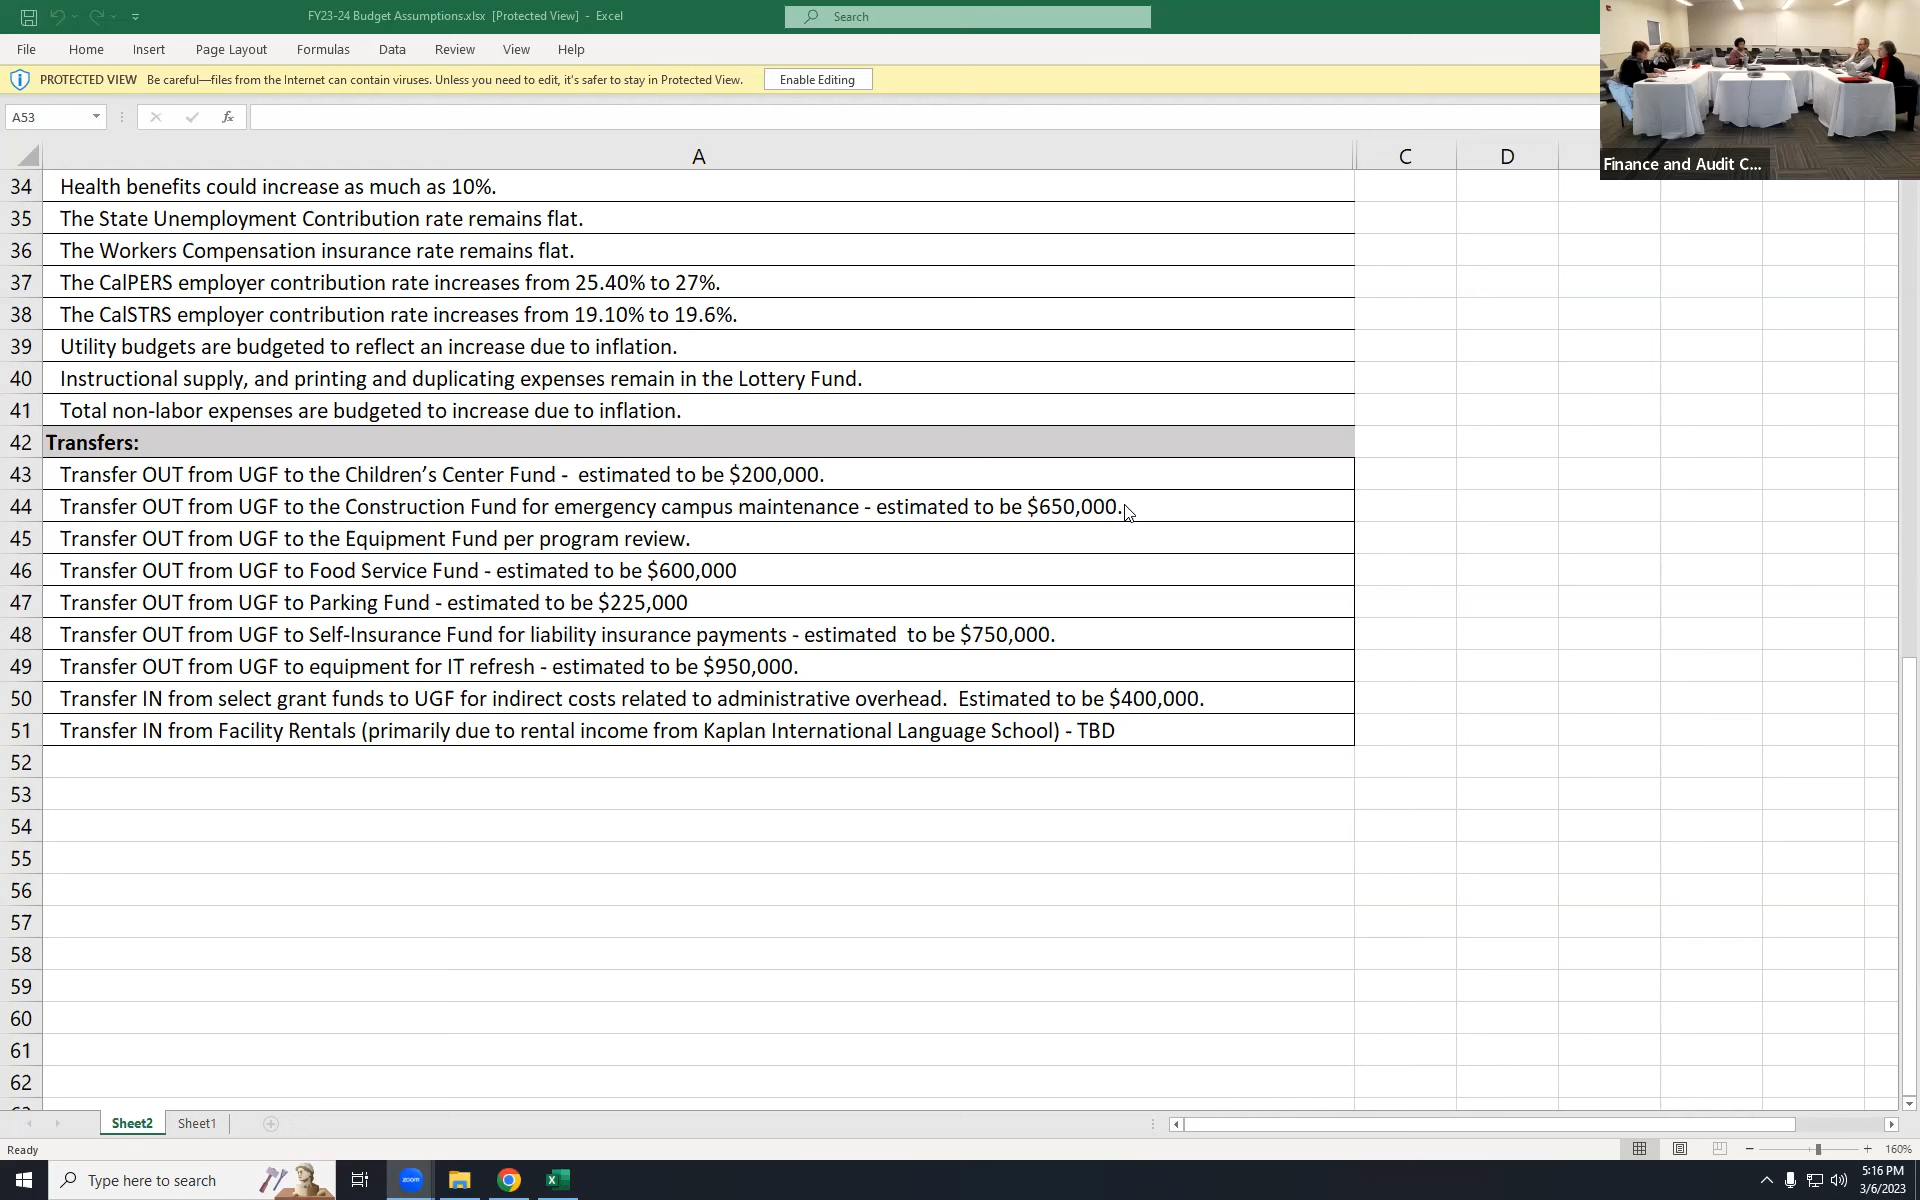 FY23-24 Budget Assumptions.xlsx [Protected View] - Excel
Search
File Home Insert Page Layout Formulas Data Review View Help
PROTECTED VIEW Be careful—files from the Internet can contain viruses. Unless you need to edit, it's safer to stay in Protected View. Enable Editing
A53 fx
Finance and Audit C...
A C D
34 Health benefits could increase as much as 10%.
35 The State Unemployment Contribution rate remains flat.
36 The Workers Compensation insurance rate remains flat.
37 The CalPERS employer contribution rate increases from 25.40% to 27%.
38 The CalSTRS employer contribution rate increases from 19.10% to 19.6%.
39 Utility budgets are budgeted to reflect an increase due to inflation.
40 Instructional supply, and printing and duplicating expenses remain in the Lottery Fund.
41 Total non-labor expenses are budgeted to increase due to inflation.
42 Transfers:
43 Transfer OUT from UGF to the Children’s Center Fund - estimated to be $200,000.
44 Transfer OUT from UGF to the Construction Fund for emergency campus maintenance - estimated to be $650,000.
45 Transfer OUT from UGF to the Equipment Fund per program review.
46 Transfer OUT from UGF to Food Service Fund - estimated to be $600,000
47 Transfer OUT from UGF to Parking Fund - estimated to be $225,000
48 Transfer OUT from UGF to Self-Insurance Fund for liability insurance payments - estimated to be $750,000.
49 Transfer OUT from UGF to equipment for IT refresh - estimated to be $950,000.
50 Transfer IN from select grant funds to UGF for indirect costs related to administrative overhead. Estimated to be $400,000.
51 Transfer IN from Facility Rentals (primarily due to rental income from Kaplan International Language School) - TBD
52
53
54
55
56
57
58
59
60
61
62
Sheet2 Sheet1
Ready
160%
Type here to search
zoom
5:16 PM
3/6/2023